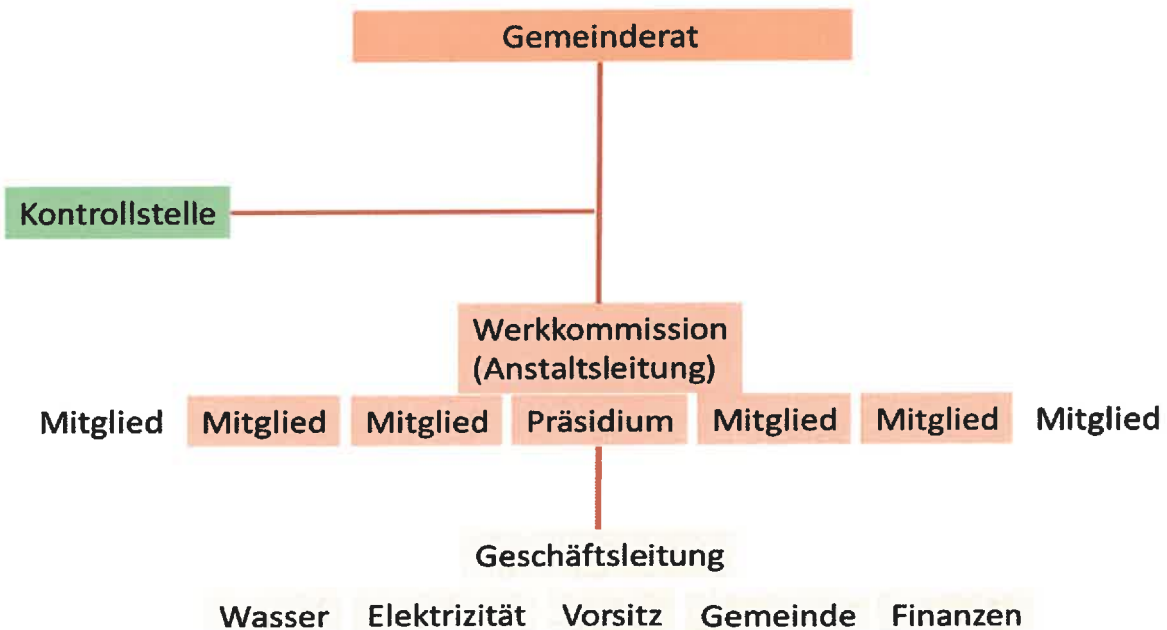 Gemeinderat
Kontrollstelle
Werkkommission
(Anstaltsleitung)
Mitglied Mitglied Mitglied Präsidium Mitglied Mitglied Mitglied
Geschäftsleitung
Wasser Elektrizität Vorsitz Gemeinde Finanzen